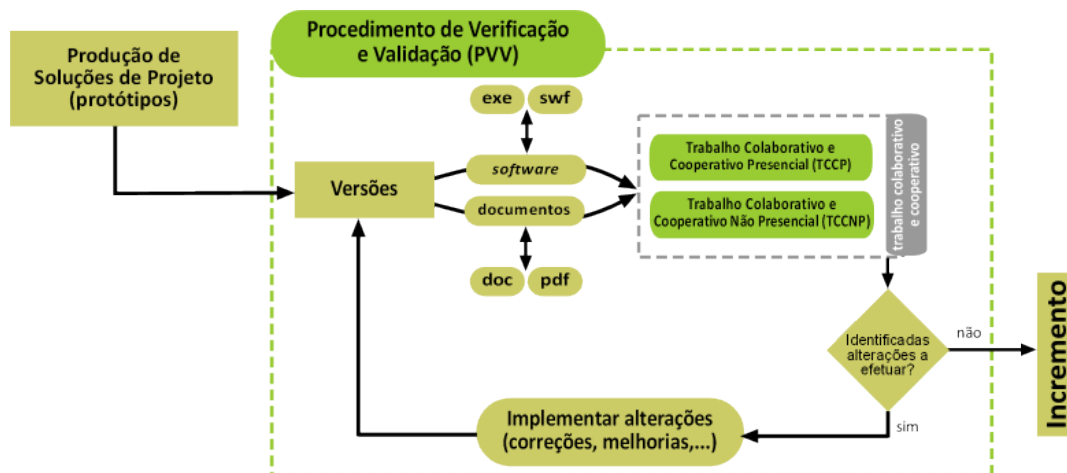 Produção de
Soluções de Projeto
(protótipos)
Procedimento de Verificação
e Validação (PVV)
exe
swf
Versões
software
documentos
doc
pdf
Trabalho Colaborativo e
Cooperativo Presencial (TCCP)
Trabalho Colaborativo e
Cooperativo Não Presencial (TCCNP)
trabalho colaborativo
e cooperativo
Identificadas
alterações a
efetuar?
não
Incremento
sim
Implementar alterações
(correções, melhorias,...)